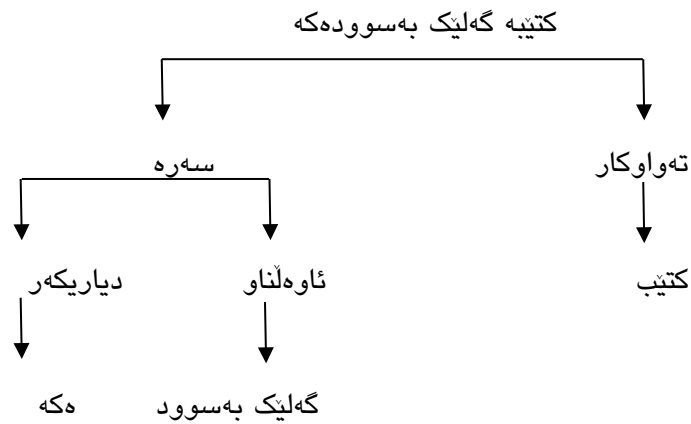 کتێبە گەلێک بەسوودەکە
تەواوکار سەرە
کتێب ئاوەڵناو دیاریکەر
گەلێک بەسوود ەکە